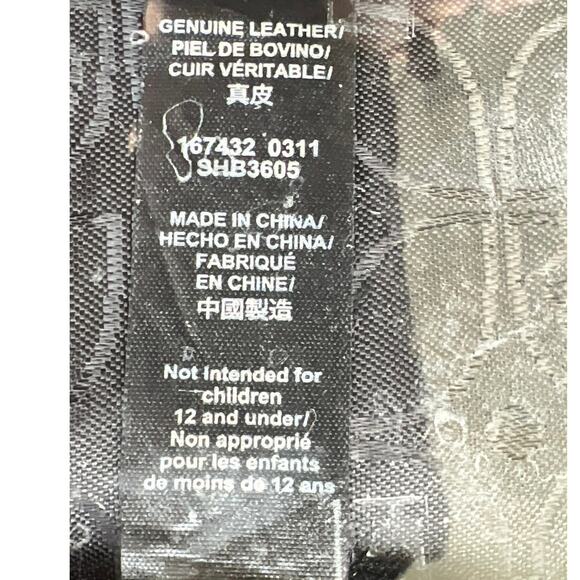 GENUINE LEATHER/
PIEL DE BOVINO/
CUIR VÉRITABLE/
真皮
167432 0311
SHB3605
MADE IN CHINA/
HECHO EN CHINA/
FABRIQUÉ
EN CHINE/
中國製造
Not Intended for
children
12 and under/
Non approprié
pour les enfants
de moins de 12 ans